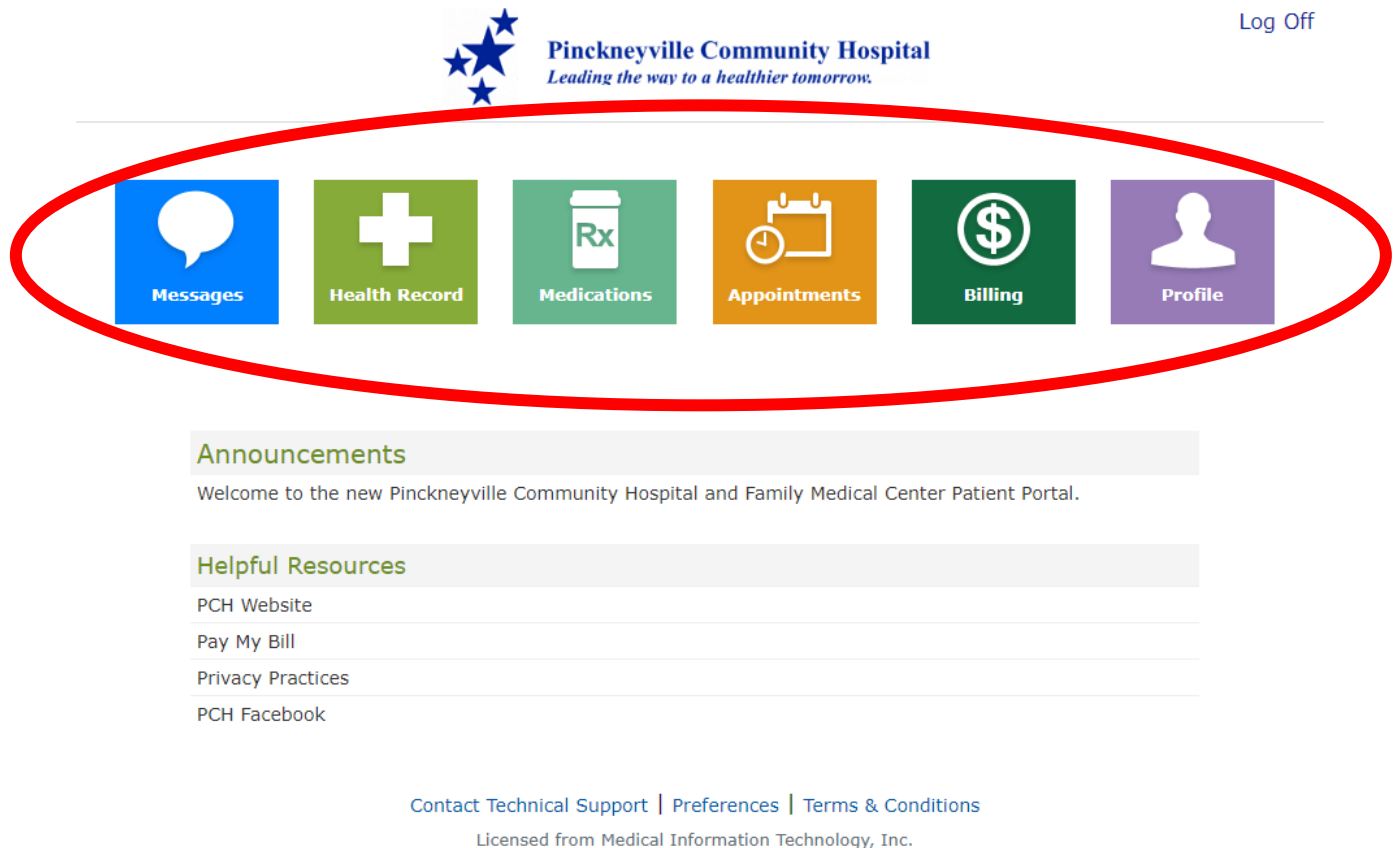 Log Off
Pinckneyville Community Hospital
Leading the way to a healthier tomorrow.
Messages
Health Record
Rx
Medications
Appointments
$
Billing
Profile
Announcements
Welcome to the new Pinckneyville Community Hospital and Family Medical Center Patient Portal.
Helpful Resources
PCH Website
Pay My Bill
Privacy Practices
PCH Facebook
Contact Technical Support | Preferences | Terms & Conditions
Licensed from Medical Information Technology, Inc.